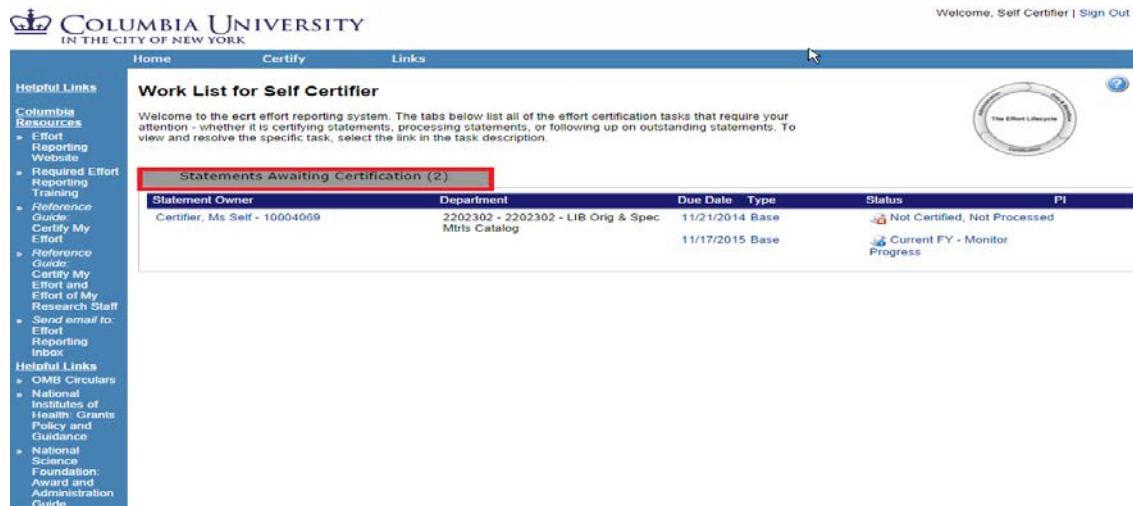 COLUMBIA UNIVERSITY
IN THE CITY OF NEW YORK
Welcome, Self Certifier | Sign Out
Home Certify Links
Helpful Links
Columbia
Resources
» Effort
Reporting
Website
» Required Effort
Reporting
Training
» Reference
Guide:
Certify My
Effort
» Reference
Guide:
Certify My
Effort and
Effort of My
Research Staff
» Send email to:
Effort
Reporting
Inbox
Helpful Links
» OMB Circulars
» National
Institutes of
Health: Grants
Policy and
Guidance
» National
Science
Foundation:
Award and
Administration
Guide
Work List for Self Certifier
Welcome to the ecrt effort reporting system. The tabs below list all of the effort certification tasks that require your
attention - whether it is certifying statements, processing statements, or following up on outstanding statements. To
view and resolve the specific task, select the link in the task description.
The Effort Lifecycle
Certification
?
Statements Awaiting Certification (2)
Statement Owner Department Due Date Type Status PI
Certifier, Ms Self - 10004069 2202302 - 2202302 - LIB Orig & Spec 11/21/2014 Base Not Certified, Not Processed
Mtrls Catalog
11/17/2015 Base Current FY - Monitor
Progress